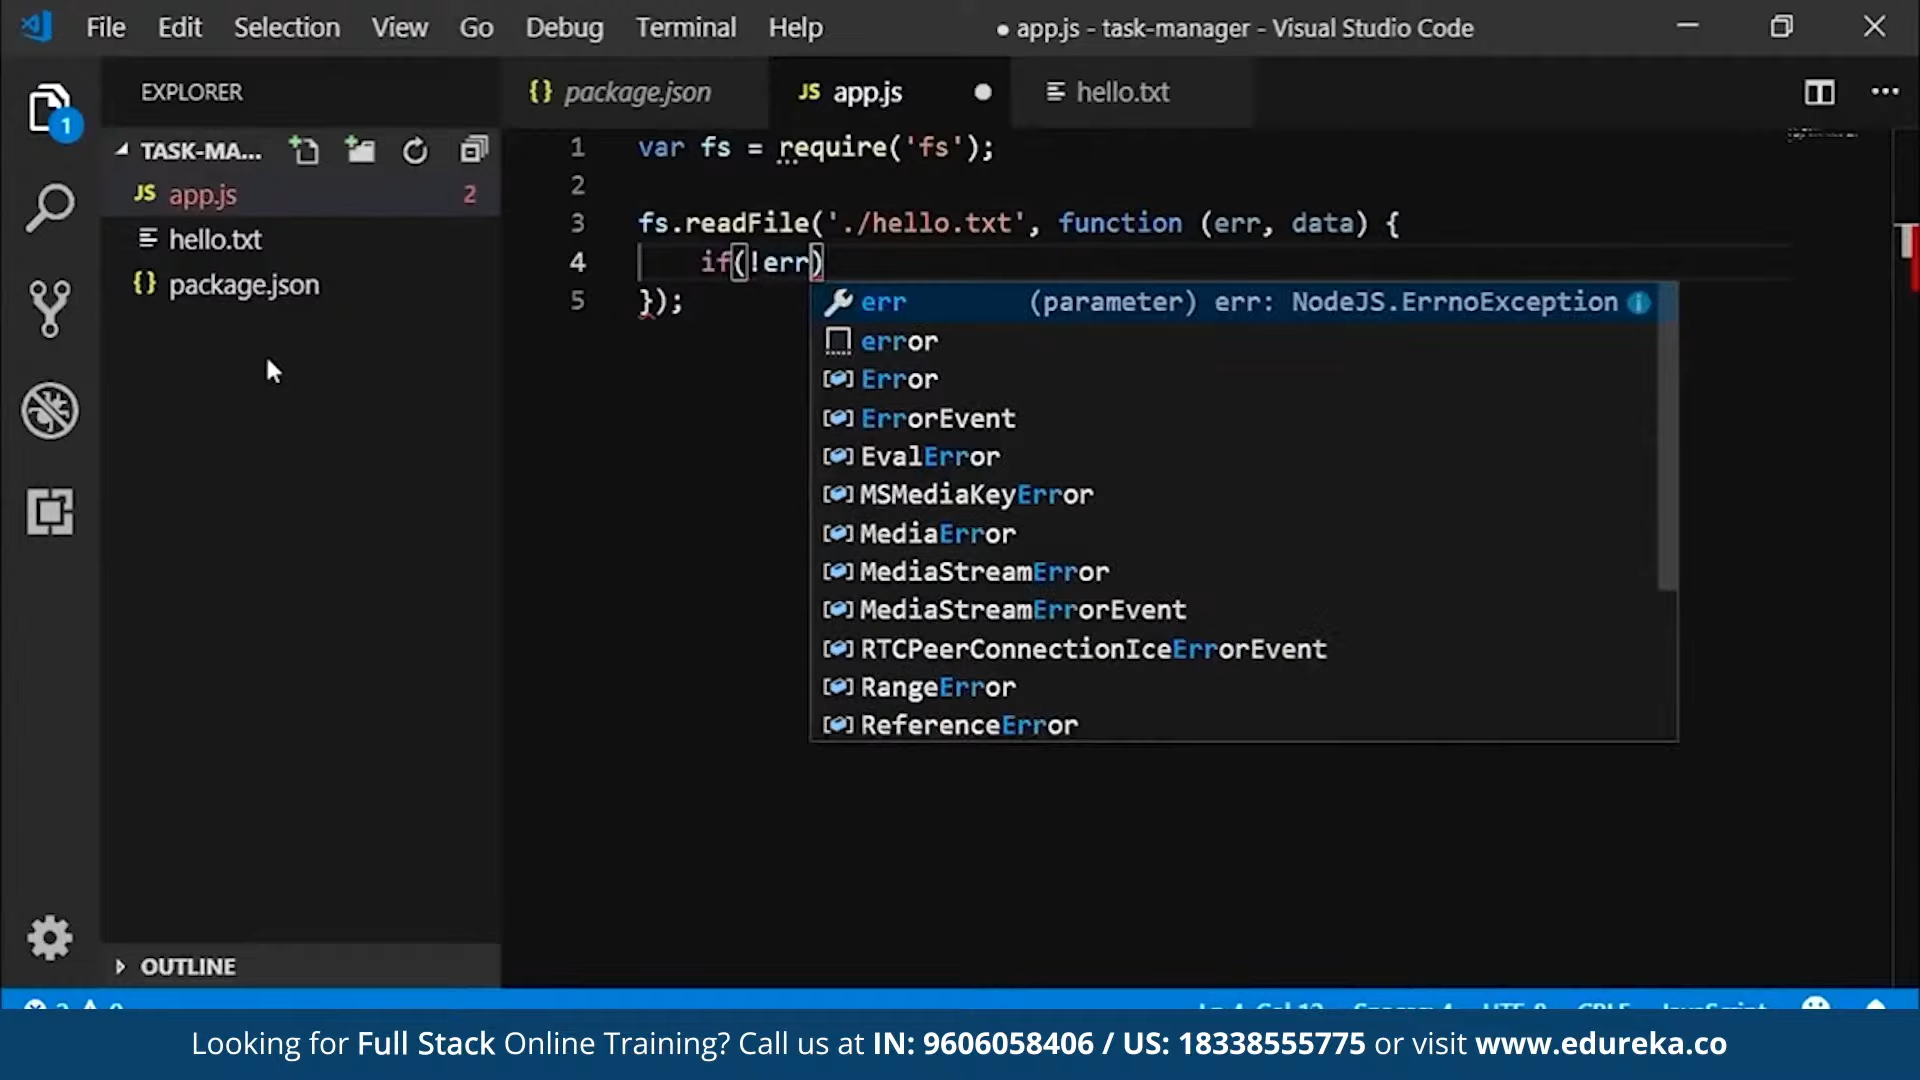 File Edit Selection View Go Debug Terminal Help
● app.js - task-manager - Visual Studio Code
EXPLORER
{} package.json
JS app.js
hello.txt
1
TASK-MA...
JS app.js 2
hello.txt
{} package.json
1 var fs = require('fs');
2
3 fs.readFile('./hello.txt', function (err, data) {
4 if(!err)
5 });
err (parameter) err: NodeJS.ErrnoException
error
Error
ErrorEvent
EvalError
MSMediaKeyError
MediaError
MediaStreamError
MediaStreamErrorEvent
RTCPeerConnectionIceErrorEvent
RangeError
ReferenceError
OUTLINE
Looking for Full Stack Online Training? Call us at IN: 9606058406 / US: 18338555775 or visit www.edureka.co